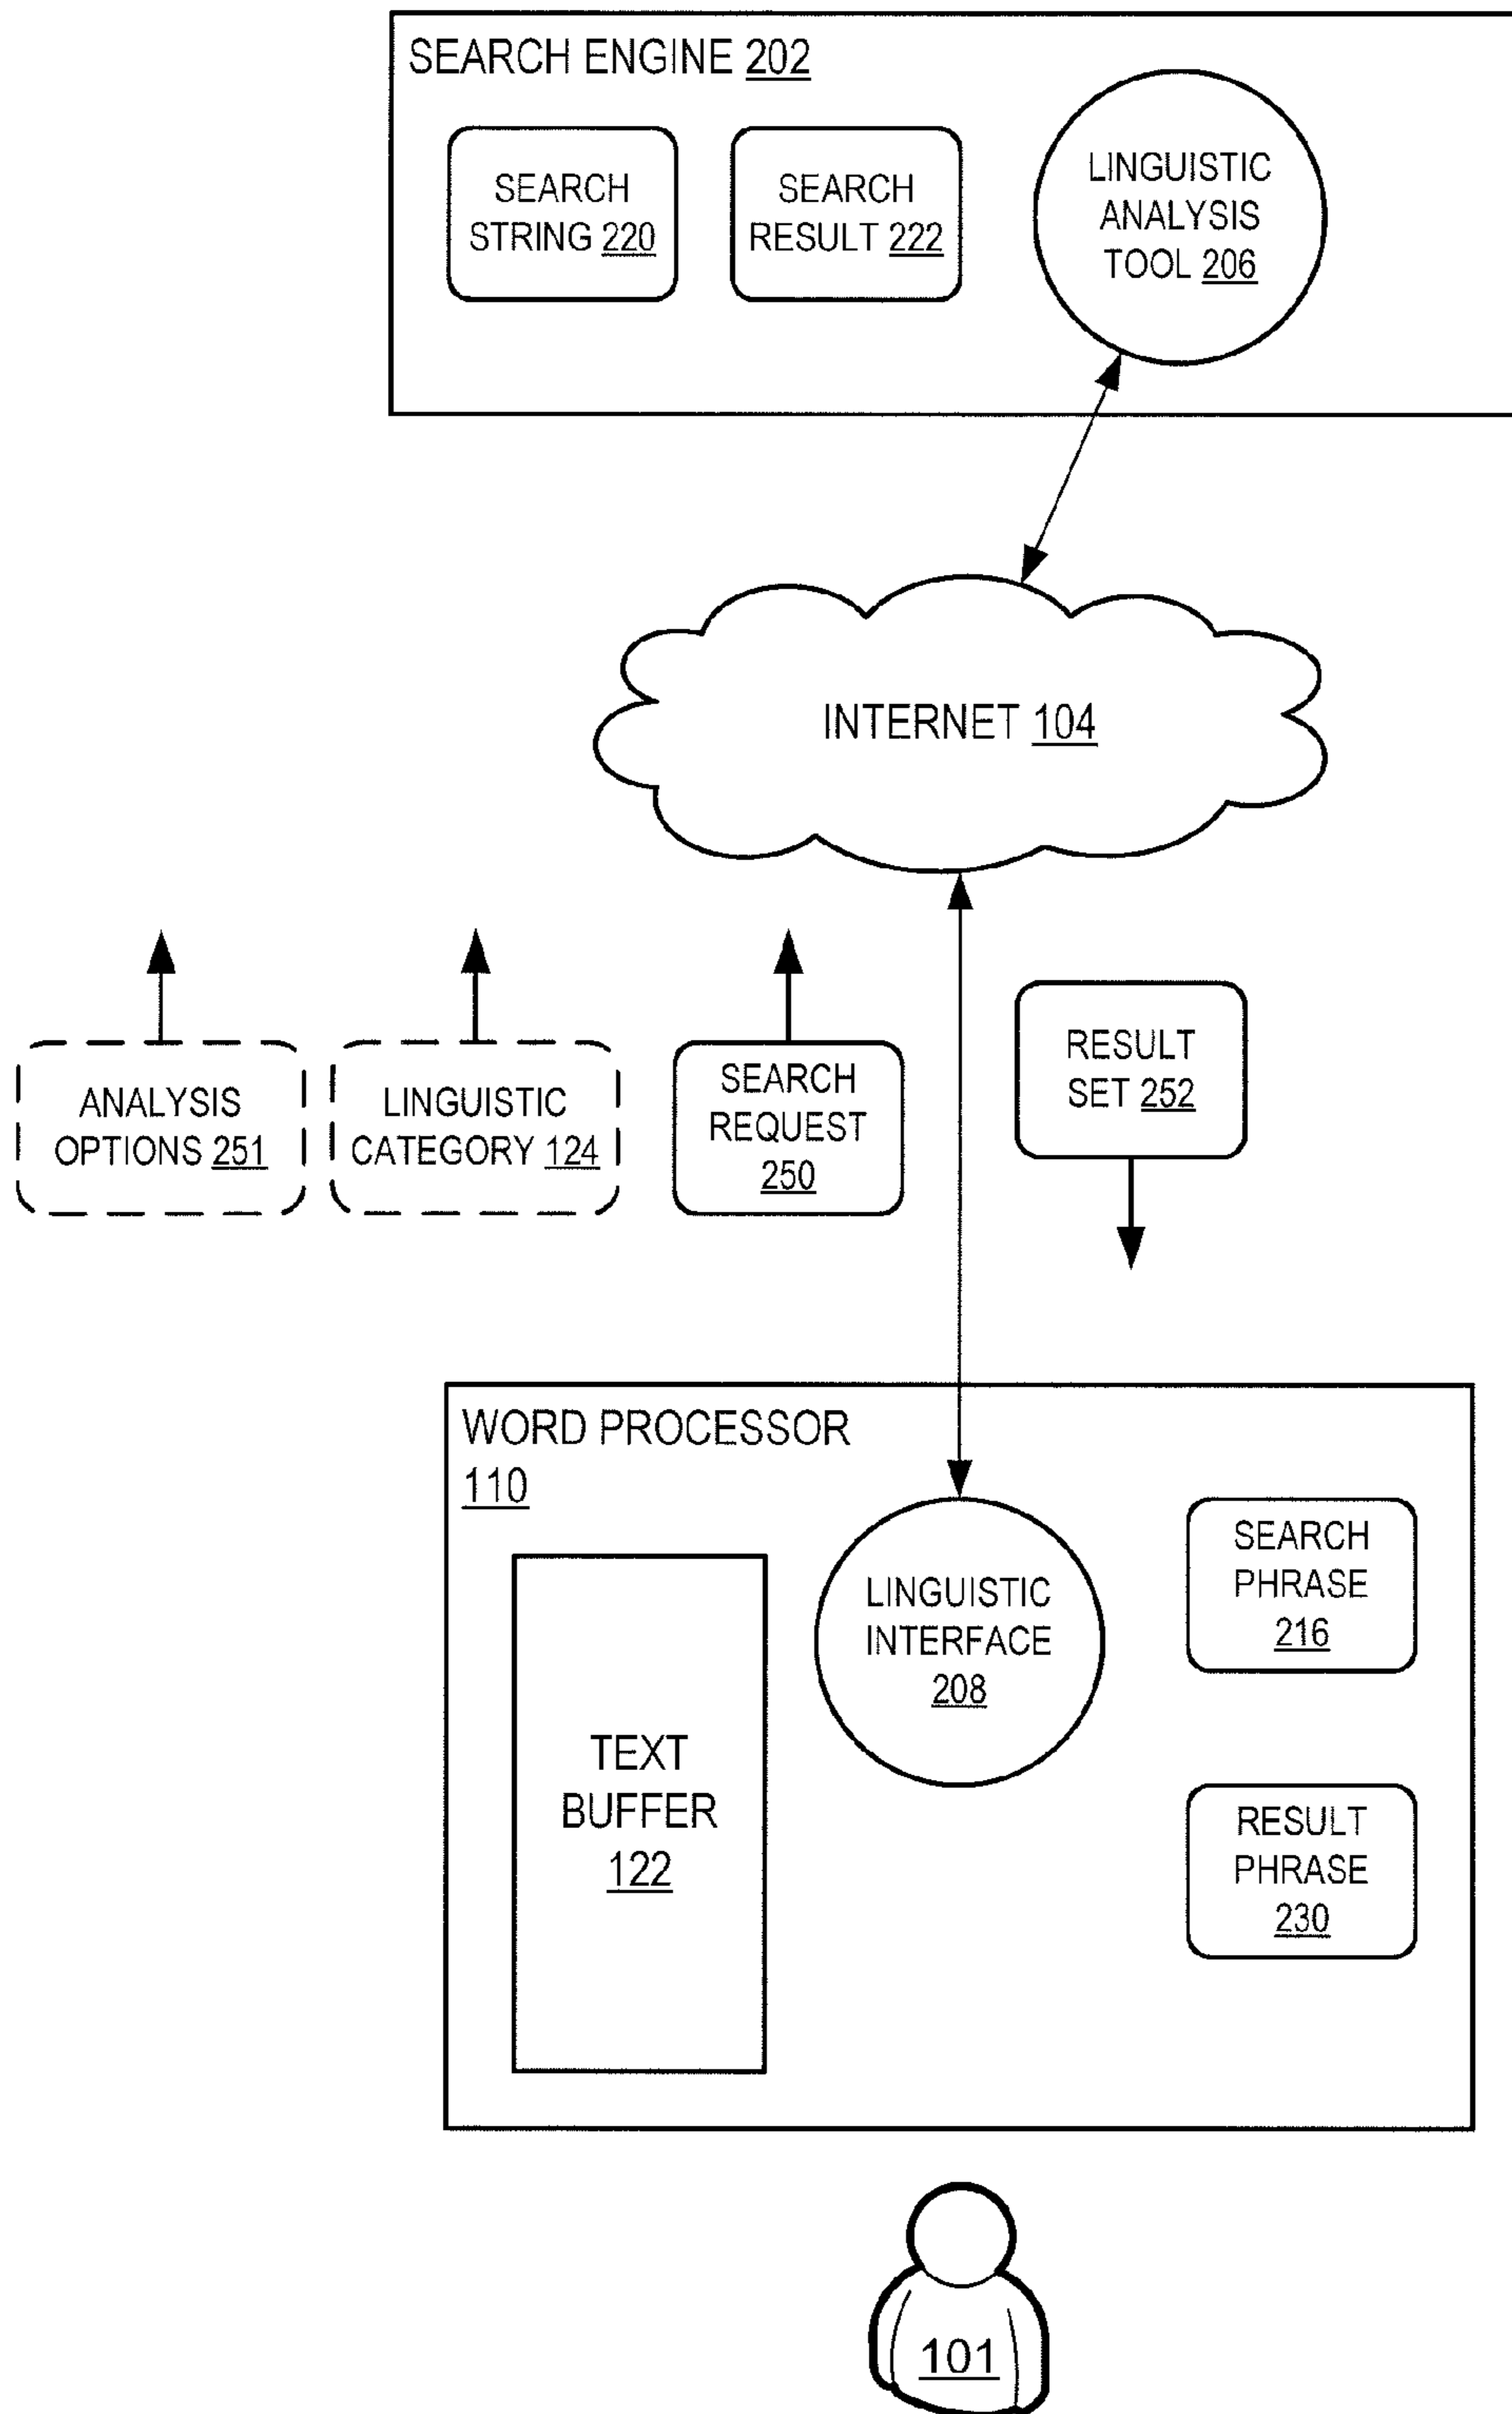 SEARCH ENGINE 202
SEARCH
STRING 220
SEARCH
RESULT 222
LINGUISTIC
ANALYSIS
TOOL 206
INTERNET 104
ANALYSIS
OPTIONS 251
LINGUISTIC
CATEGORY 124
SEARCH
REQUEST
250
RESULT
SET 252
WORD PROCESSOR
110
TEXT
BUFFER
122
LINGUISTIC
INTERFACE
208
SEARCH
PHRASE
216
RESULT
PHRASE
230
101